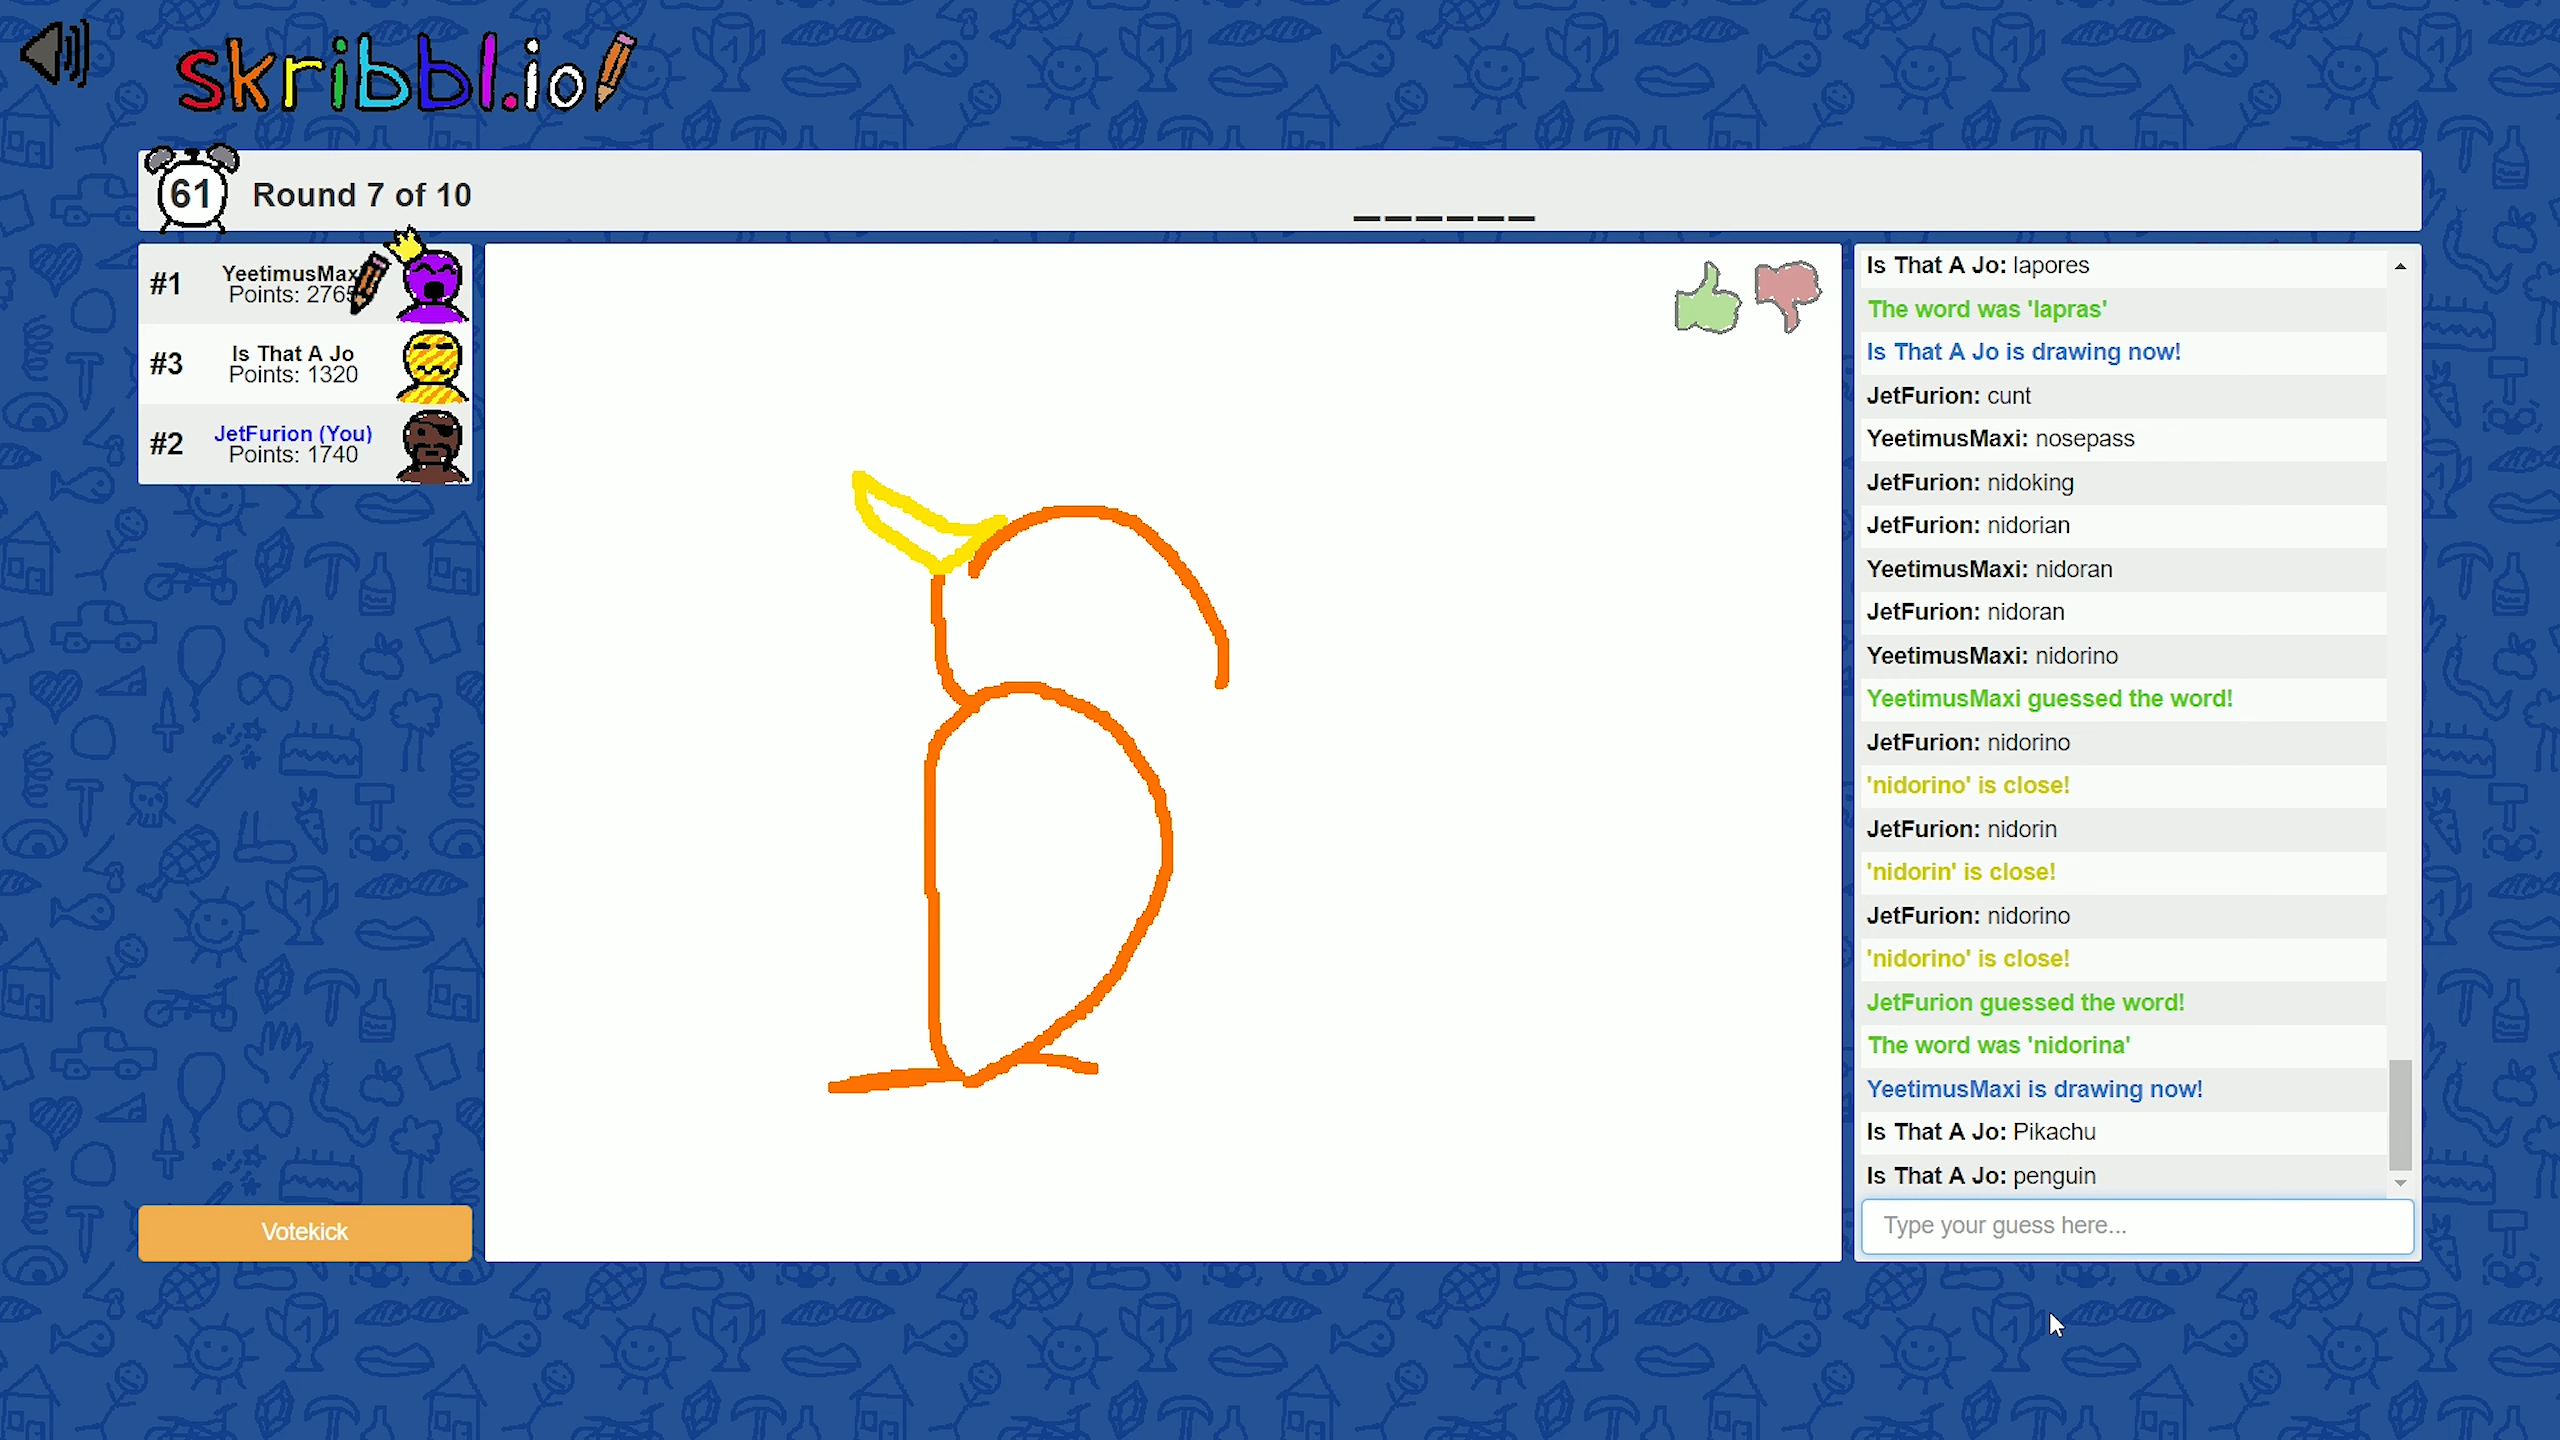 skribbl.io
61
Round 7 of 10
______
#1
YeetimusMaxi
Points: 2765
#3
Is That A Jo
Points: 1320
#2
JetFurion (You)
Points: 1740
Votekick
Is That A Jo: lapores
The word was 'lapras'
Is That A Jo is drawing now!
JetFurion: cunt
YeetimusMaxi: nosepass
JetFurion: nidoking
JetFurion: nidorian
YeetimusMaxi: nidoran
JetFurion: nidoran
YeetimusMaxi: nidorino
YeetimusMaxi guessed the word!
JetFurion: nidorino
'nidorino' is close!
JetFurion: nidorin
'nidorin' is close!
JetFurion: nidorino
'nidorino' is close!
JetFurion guessed the word!
The word was 'nidorina'
YeetimusMaxi is drawing now!
Is That A Jo: Pikachu
Is That A Jo: penguin
Type your guess here...